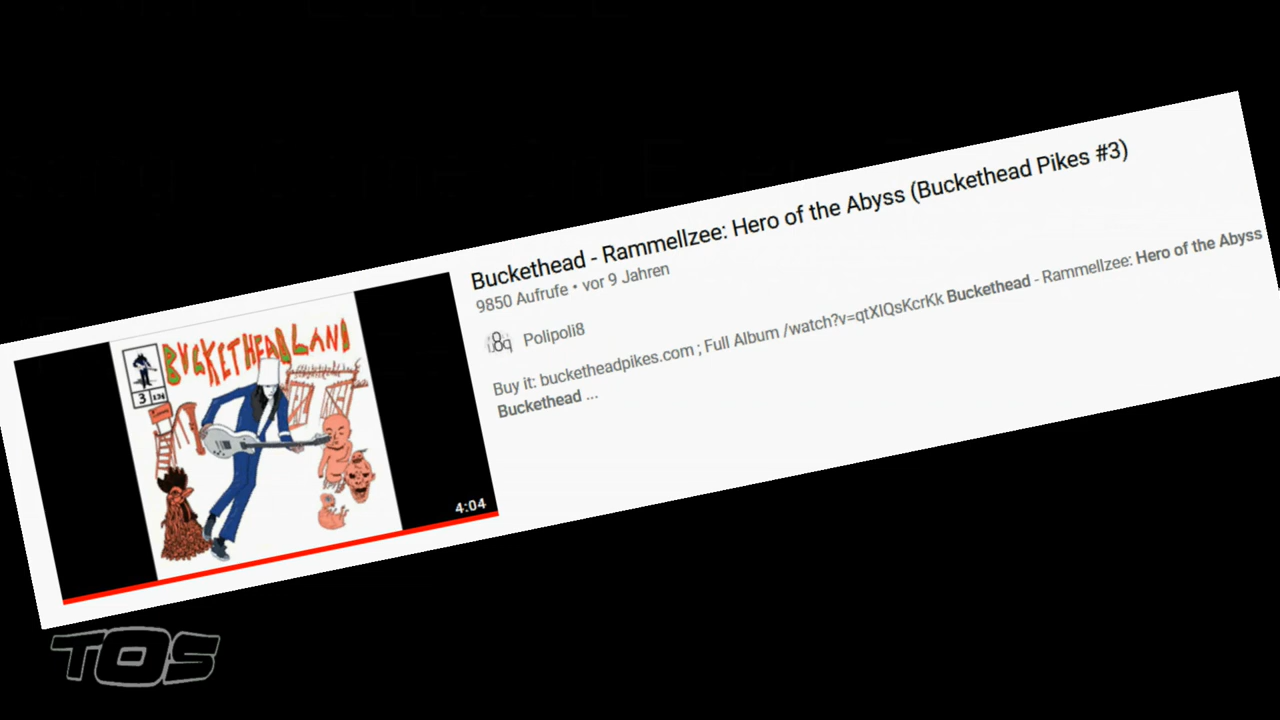 Buckethead - Rammellzee: Hero of the Abyss (Buckethead Pikes #3)
9850 Aufrufe • vor 9 Jahren
Polipoli8
Buy it: bucketheadpikes.com ; Full Album /watch?v=qtXIQsKcrKk Buckethead - Rammellzee: Hero of the Abyss
Buckethead ...
BUCKETHEADLAND
3
4:04
TOS